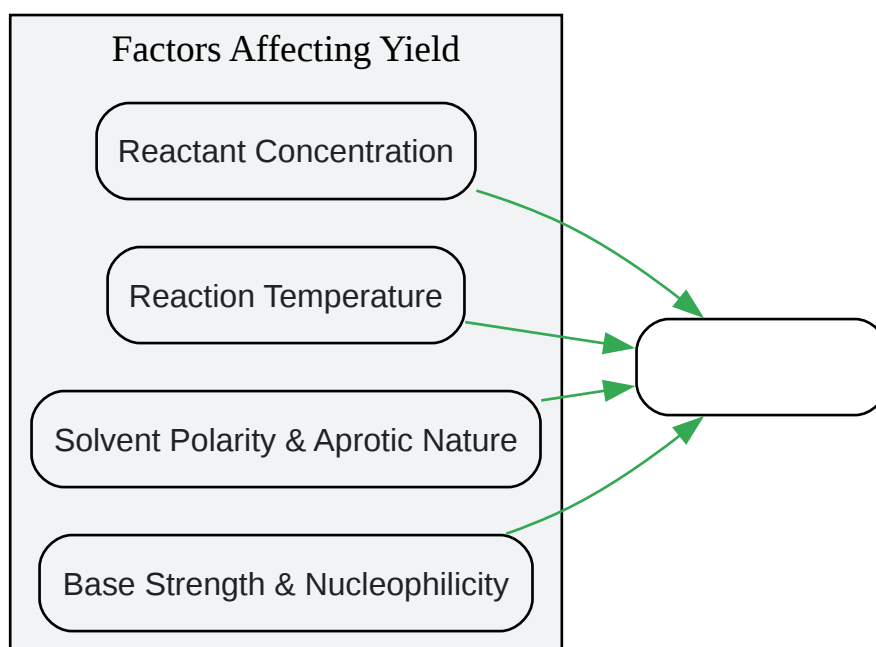 Factors Affecting Yield
Reactant Concentration
Reaction Temperature
Solvent Polarity & Aprotic Nature
Base Strength & Nucleophilicity